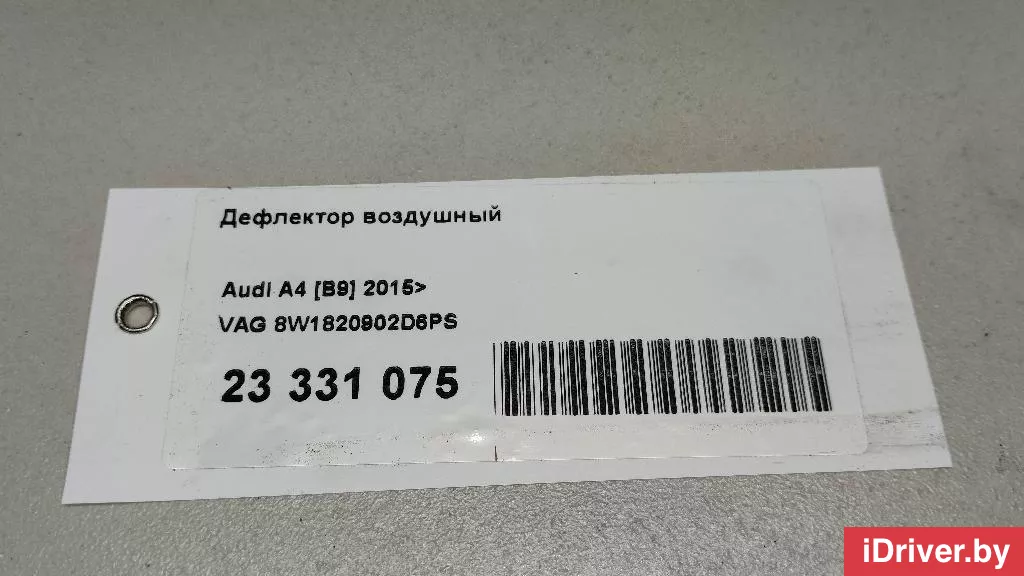 Дефлектор воздушный
Audi A4 [B9] 2015>
VAG 8W1820902D6PS
23 331 075
iDriver.by